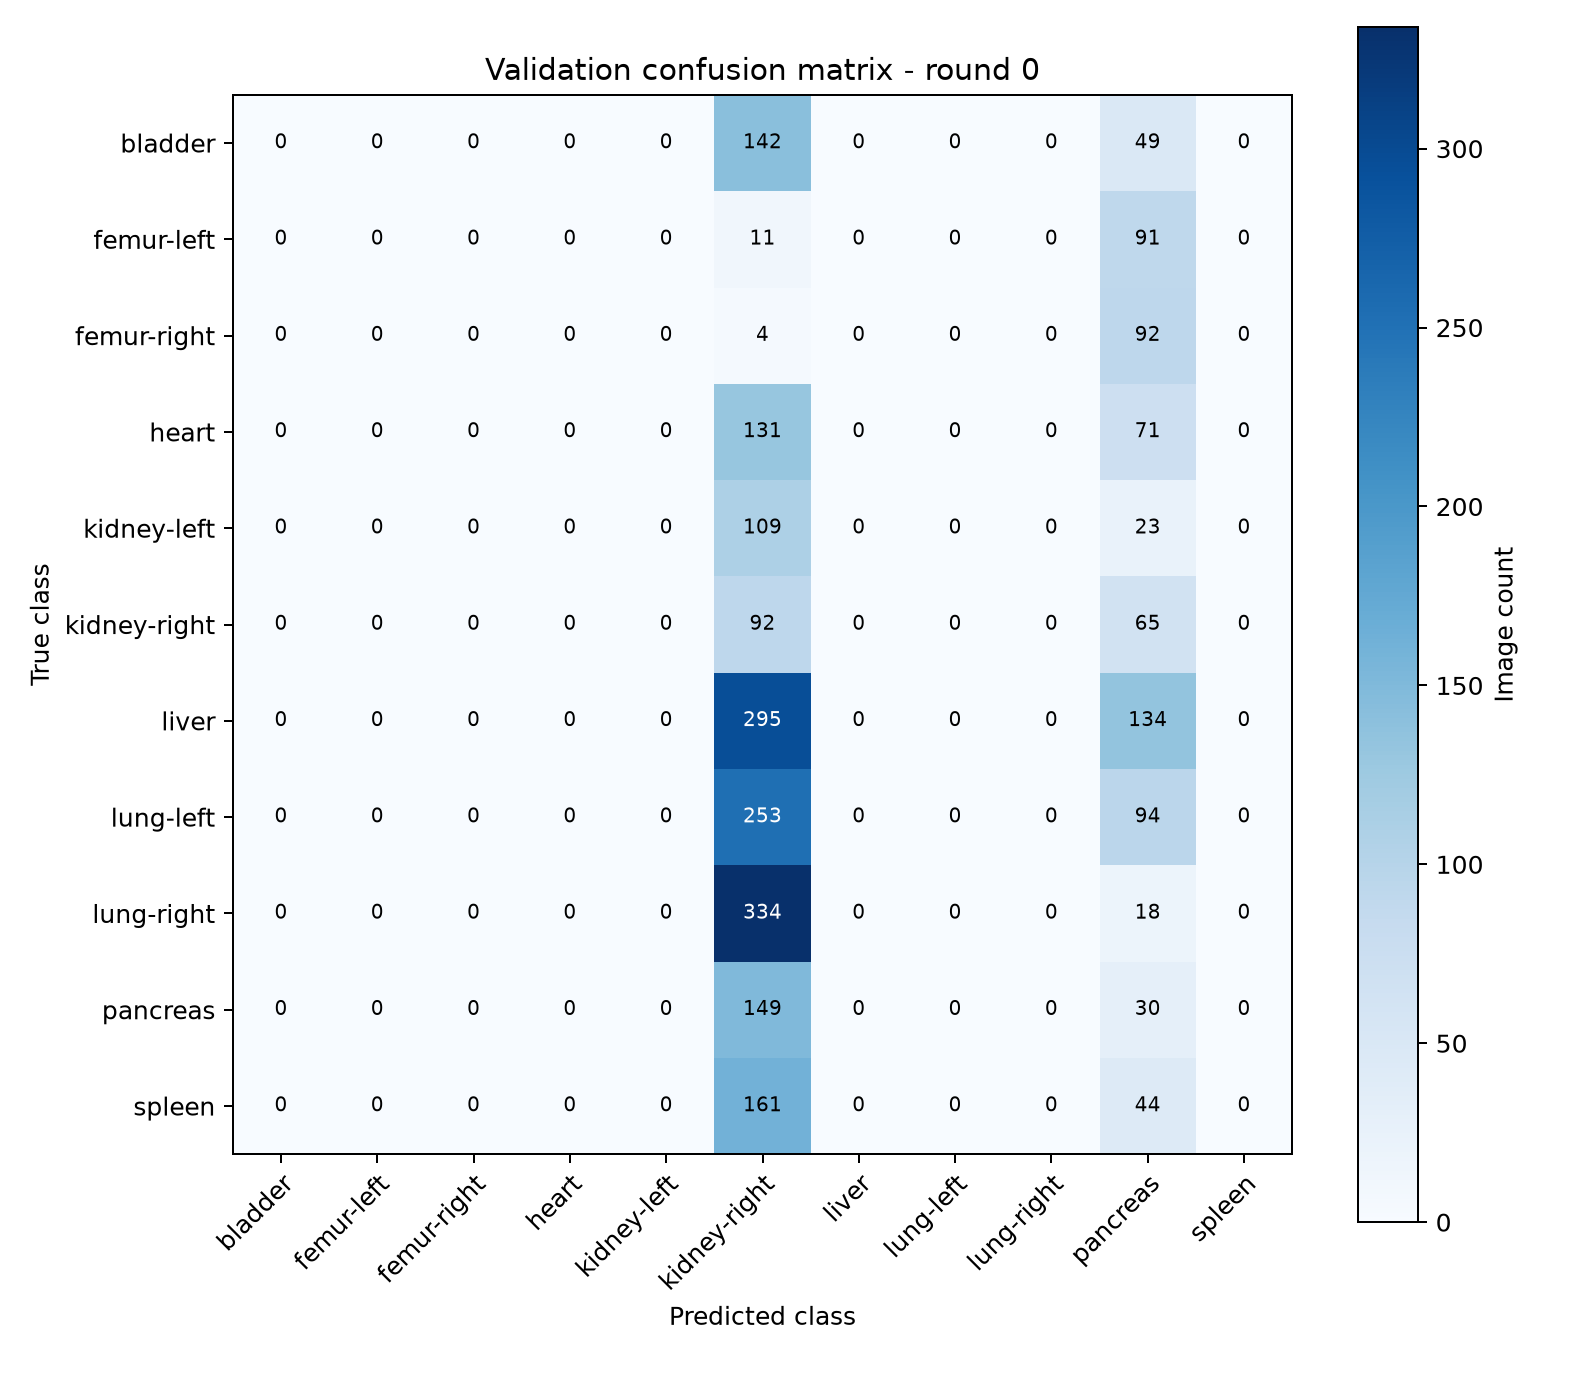 Validation confusion matrix - round 0
bladder 0 0 0 0 0 142 0 0 0 49 0
femur-left 0 0 0 0 0 11 0 0 0 91 0
femur-right 0 0 0 0 0 4 0 0 0 92 0
heart 0 0 0 0 0 131 0 0 0 71 0
kidney-left 0 0 0 0 0 109 0 0 0 23 0
kidney-right 0 0 0 0 0 92 0 0 0 65 0
liver 0 0 0 0 0 295 0 0 0 134 0
lung-left 0 0 0 0 0 253 0 0 0 94 0
lung-right 0 0 0 0 0 334 0 0 0 18 0
pancreas 0 0 0 0 0 149 0 0 0 30 0
spleen 0 0 0 0 0 161 0 0 0 44 0
True class
bladder femur-left femur-right heart kidney-left kidney-right liver lung-left lung-right pancreas spleen
Predicted class
300
250
200
150
100
50
0
Image count